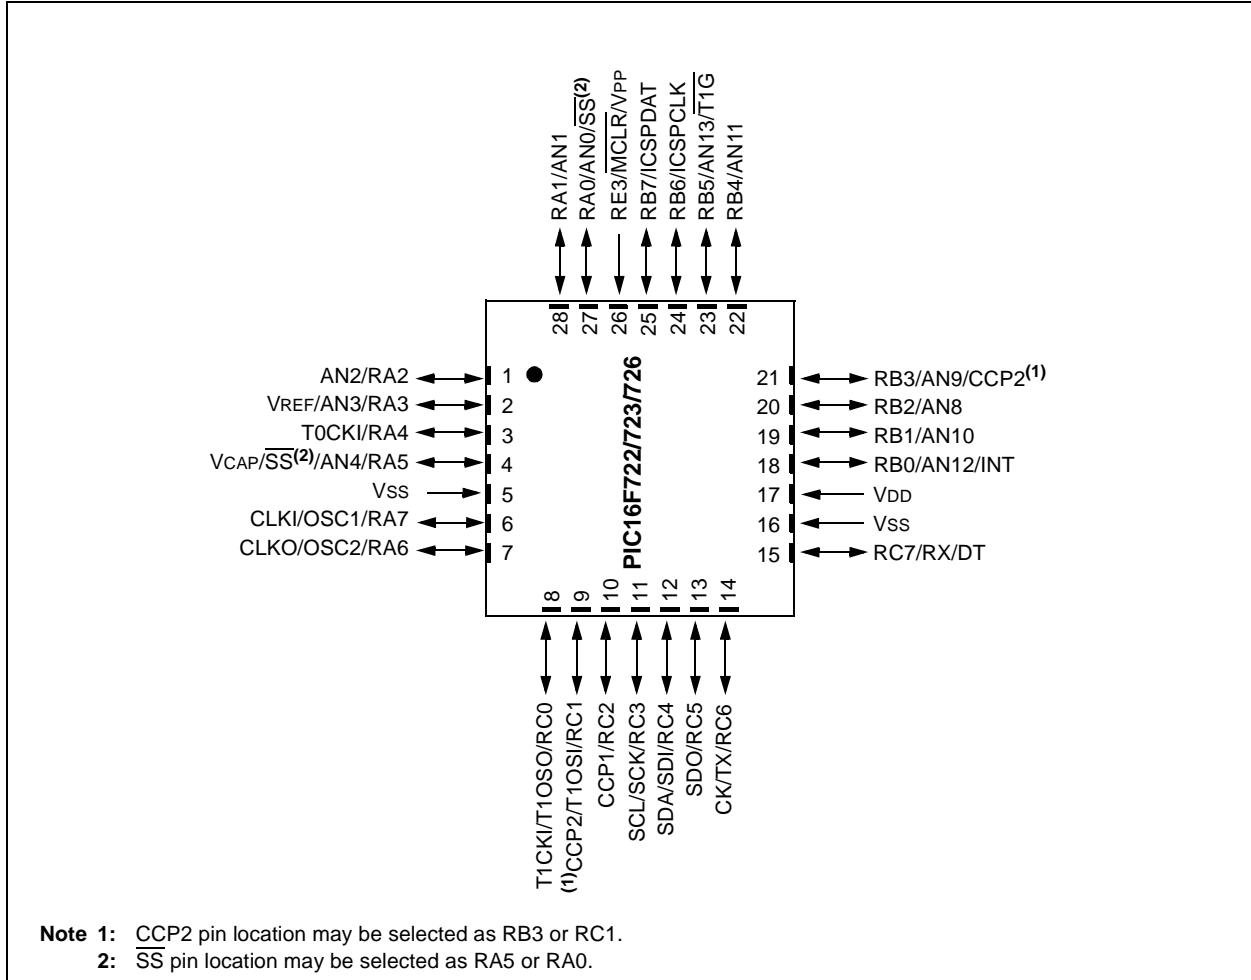 RA1/AN1
RA0/AN0/SS(2)
RE3/MCLR/VPP
RB7/ICSPDAT
RB6/ICSPCLK
RB5/AN13/T1G
RB4/AN11
28
27
26
25
24
23
22
AN2/RA2
1
VREF/AN3/RA3
2
T0CKI/RA4
3
VCAP/SS(2)/AN4/RA5
4
VSS
5
CLKI/OSC1/RA7
6
CLKO/OSC2/RA6
7
PIC16F722/723/726
21
RB3/AN9/CCP2(1)
20
RB2/AN8
19
RB1/AN10
18
RB0/AN12/INT
17
VDD
16
VSS
15
RC7/RX/DT
8
9
10
11
12
13
14
T1CKI/T1OSO/RC0
(1)CCP2/T1OSI/RC1
CCP1/RC2
SCL/SCK/RC3
SDA/SDI/RC4
SDO/RC5
CK/TX/RC6
Note 1: CCP2 pin location may be selected as RB3 or RC1.
2: SS pin location may be selected as RA5 or RA0.